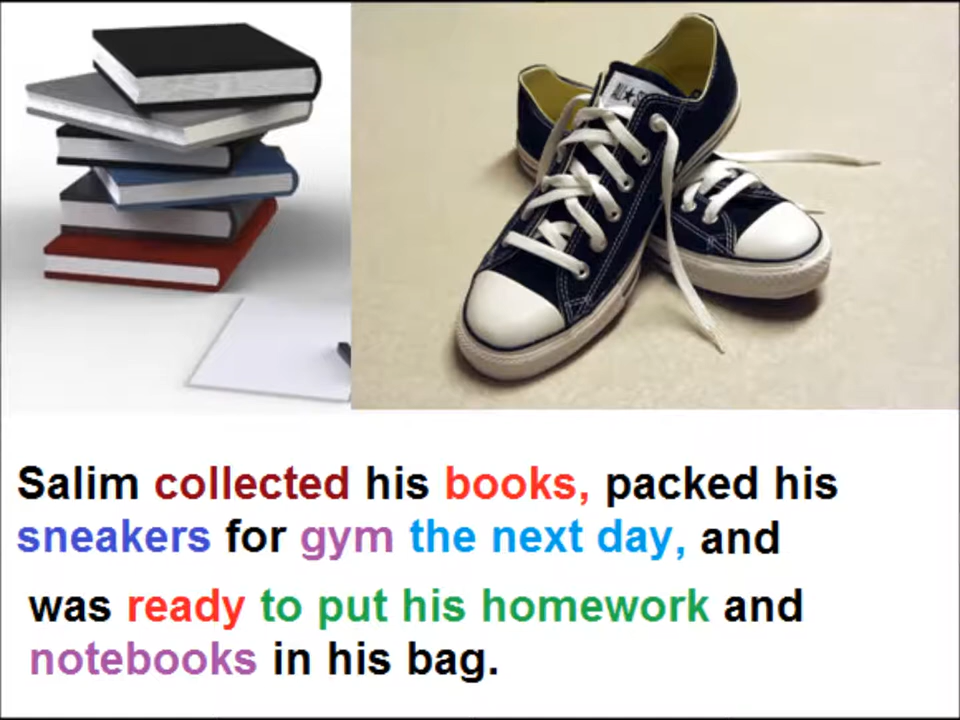 ALL★S
Salim collected his books, packed his
sneakers for gym the next day, and
was ready to put his homework and
notebooks in his bag.